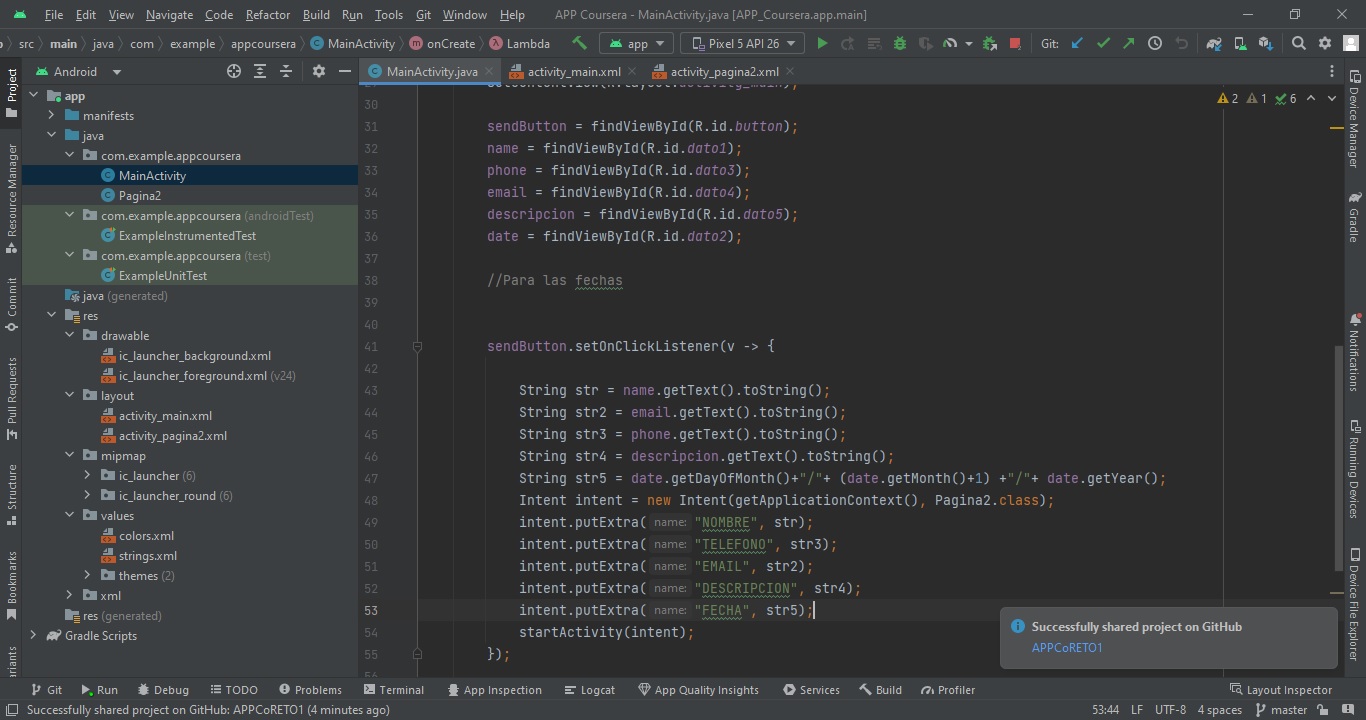 File Edit View Navigate Code Refactor Build Run Tools Git Window Help APP Coursera - MainActivity.java [APP_Coursera.app.main]
src main java com example appcoursera MainActivity onCreate Lambda app Pixel 5 API 26 Git:
Project Android MainActivity.java activity_main.xml activity_pagina2.xml
2 1 6
app
manifests
java
com.example.appcoursera
MainActivity
Pagina2
com.example.appcoursera (androidTest)
ExampleInstrumentedTest
com.example.appcoursera (test)
ExampleUnitTest
java (generated)
res
drawable
ic_launcher_background.xml
ic_launcher_foreground.xml (v24)
layout
activity_main.xml
activity_pagina2.xml
mipmap
ic_launcher (6)
ic_launcher_round (6)
values
colors.xml
strings.xml
themes (2)
xml
res (generated)
Gradle Scripts
Resource Manager
Commit
Pull Requests
Structure
Bookmarks
30
31 sendButton = findViewById(R.id.button);
32 name = findViewById(R.id.dato1);
33 phone = findViewById(R.id.dato3);
34 email = findViewById(R.id.dato4);
35 descripcion = findViewById(R.id.dato5);
36 date = findViewById(R.id.dato2);
37
38 //Para las fechas
39
40
41 sendButton.setOnClickListener(v -> {
42
43 String str = name.getText().toString();
44 String str2 = email.getText().toString();
45 String str3 = phone.getText().toString();
46 String str4 = descripcion.getText().toString();
47 String str5 = date.getDayOfMonth()+"/"+ (date.getMonth()+1) +"/"+ date.getYear();
48 Intent intent = new Intent(getApplicationContext(), Pagina2.class);
49 intent.putExtra( name: "NOMBRE", str);
50 intent.putExtra( name: "TELEFONO", str3);
51 intent.putExtra( name: "EMAIL", str2);
52 intent.putExtra( name: "DESCRIPCION", str4);
53 intent.putExtra( name: "FECHA", str5);
54 startActivity(intent);
55 });
Device Manager
Gradle
Notifications
Running Devices
Device File Explorer
Successfully shared project on GitHub
APPCoRETO1
Git Run Debug TODO Problems Terminal App Inspection Logcat App Quality Insights Services Build Profiler Layout Inspector
Successfully shared project on GitHub: APPCoRETO1 (4 minutes ago) 53:44 LF UTF-8 4 spaces master